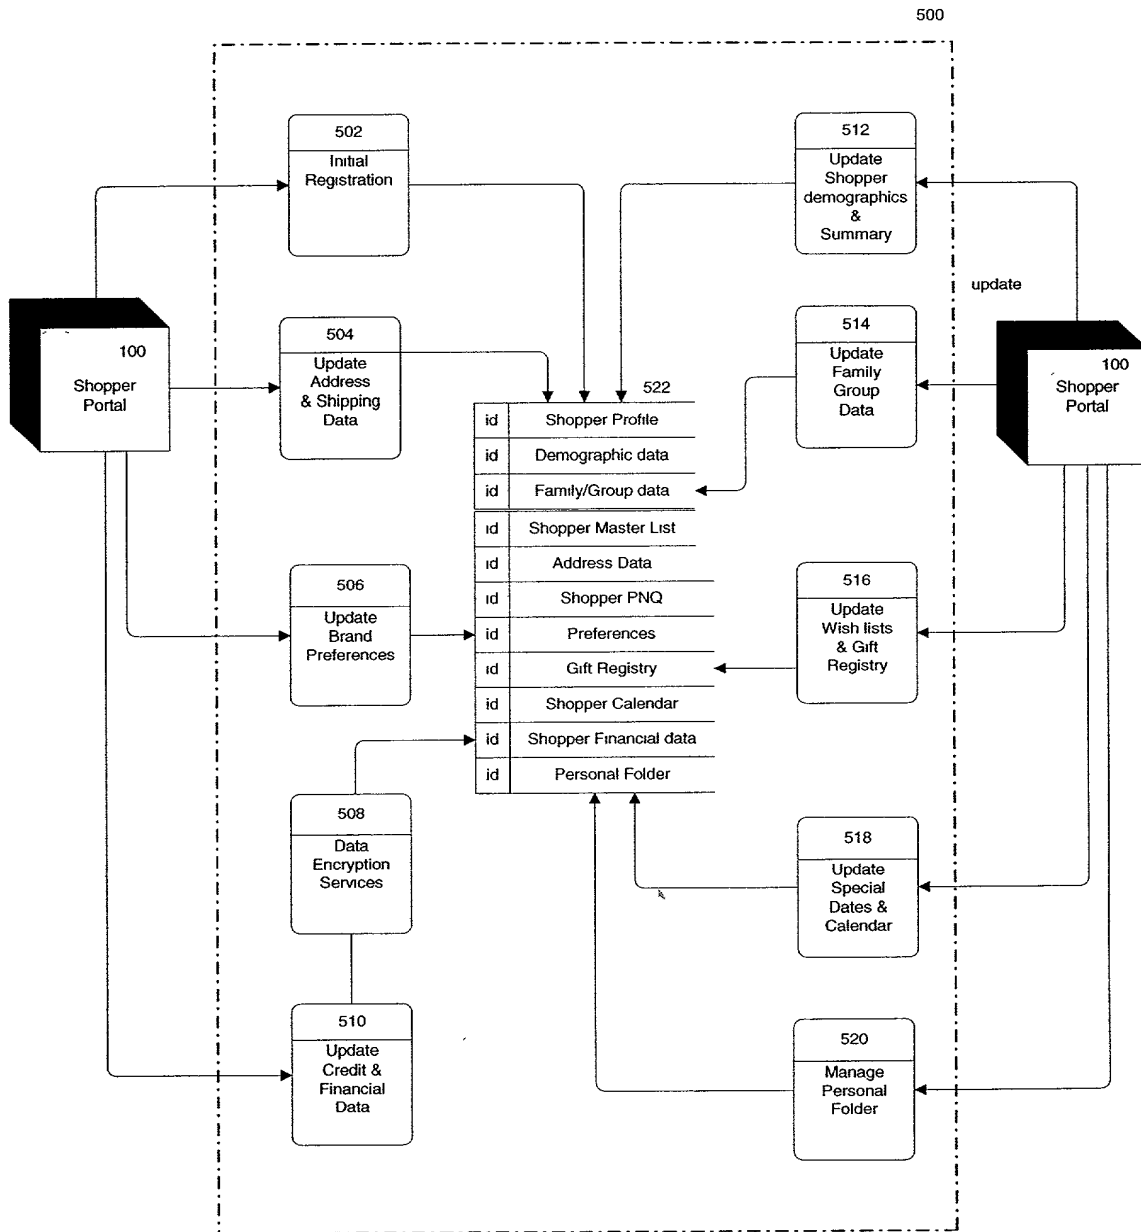 500
502
Initial
Registration
512
Update
Shopper
demographics
&
Summary
update
100
Shopper
Portal
504
Update
Address
& Shipping
Data
514
Update
Family
Group
Data
100
Shopper
Portal
522
id Shopper Profile
id Demographic data
id Family/Group data
id Shopper Master List
id Address Data
id Shopper PNQ
id Preferences
id Gift Registry
id Shopper Calendar
id Shopper Financial data
id Personal Folder
506
Update
Brand
Preferences
516
Update
Wish lists
& Gift
Registry
508
Data
Encryption
Services
518
Update
Special
Dates &
Calendar
510
Update
Credit &
Financial
Data
520
Manage
Personal
Folder